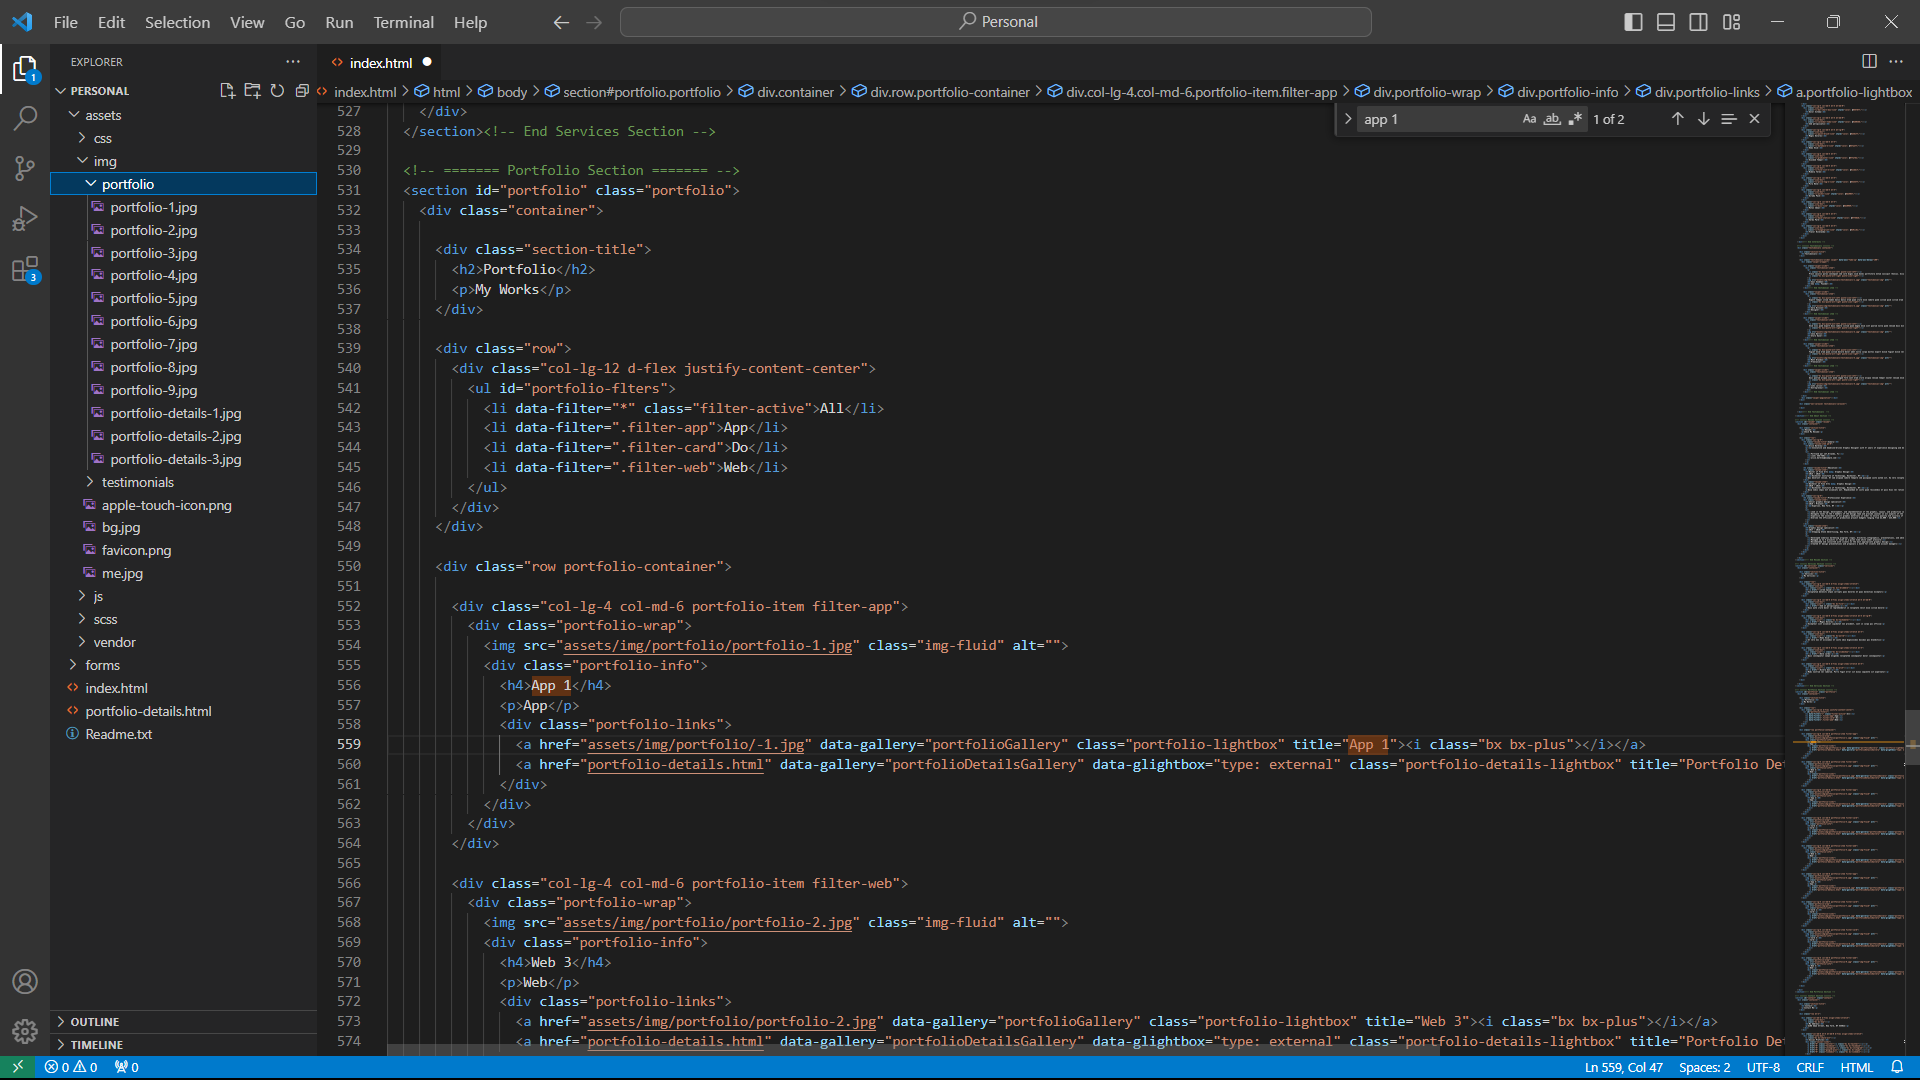 File Edit Selection View Go Run Terminal Help
Personal
EXPLORER
index.html
PERSONAL
index.html > html > body > section#portfolio.portfolio > div.container > div.row.portfolio-container > div.col-lg-4.col-md-6.portfolio-item.filter-app > div.portfolio-wrap > div.portfolio-info > div.portfolio-links > a.portfolio-lightbox
app 1
Aa ab .* 1 of 2
assets
css
img
portfolio
portfolio-1.jpg
portfolio-2.jpg
portfolio-3.jpg
portfolio-4.jpg
portfolio-5.jpg
portfolio-6.jpg
portfolio-7.jpg
portfolio-8.jpg
portfolio-9.jpg
portfolio-details-1.jpg
portfolio-details-2.jpg
portfolio-details-3.jpg
testimonials
apple-touch-icon.png
bg.jpg
favicon.png
me.jpg
js
scss
vendor
forms
index.html
portfolio-details.html
Readme.txt
OUTLINE
TIMELINE
1
3
527 </div>
528 </section><!-- End Services Section -->
529
530 <!-- ======= Portfolio Section ======= -->
531 <section id="portfolio" class="portfolio">
532 <div class="container">
533
534 <div class="section-title">
535 <h2>Portfolio</h2>
536 <p>My Works</p>
537 </div>
538
539 <div class="row">
540 <div class="col-lg-12 d-flex justify-content-center">
541 <ul id="portfolio-flters">
542 <li data-filter="*" class="filter-active">All</li>
543 <li data-filter=".filter-app">App</li>
544 <li data-filter=".filter-card">Do</li>
545 <li data-filter=".filter-web">Web</li>
546 </ul>
547 </div>
548 </div>
549
550 <div class="row portfolio-container">
551
552 <div class="col-lg-4 col-md-6 portfolio-item filter-app">
553 <div class="portfolio-wrap">
554 <img src="assets/img/portfolio/portfolio-1.jpg" class="img-fluid" alt="">
555 <div class="portfolio-info">
556 <h4>App 1</h4>
557 <p>App</p>
558 <div class="portfolio-links">
559 <a href="assets/img/portfolio/-1.jpg" data-gallery="portfolioGallery" class="portfolio-lightbox" title="App 1"><i class="bx bx-plus"></i></a>
560 <a href="portfolio-details.html" data-gallery="portfolioDetailsGallery" data-glightbox="type: external" class="portfolio-details-lightbox" title="Portfolio De
561 </div>
562 </div>
563 </div>
564 </div>
565
566 <div class="col-lg-4 col-md-6 portfolio-item filter-web">
567 <div class="portfolio-wrap">
568 <img src="assets/img/portfolio/portfolio-2.jpg" class="img-fluid" alt="">
569 <div class="portfolio-info">
570 <h4>Web 3</h4>
571 <p>Web</p>
572 <div class="portfolio-links">
573 <a href="assets/img/portfolio/portfolio-2.jpg" data-gallery="portfolioGallery" class="portfolio-lightbox" title="Web 3"><i class="bx bx-plus"></i></a>
574 <a href="portfolio-details.html" data-gallery="portfolioDetailsGallery" data-glightbox="type: external" class="portfolio-details-lightbox" title="Portfolio De
0 0 0 Ln 559, Col 47 Spaces: 2 UTF-8 CRLF HTML